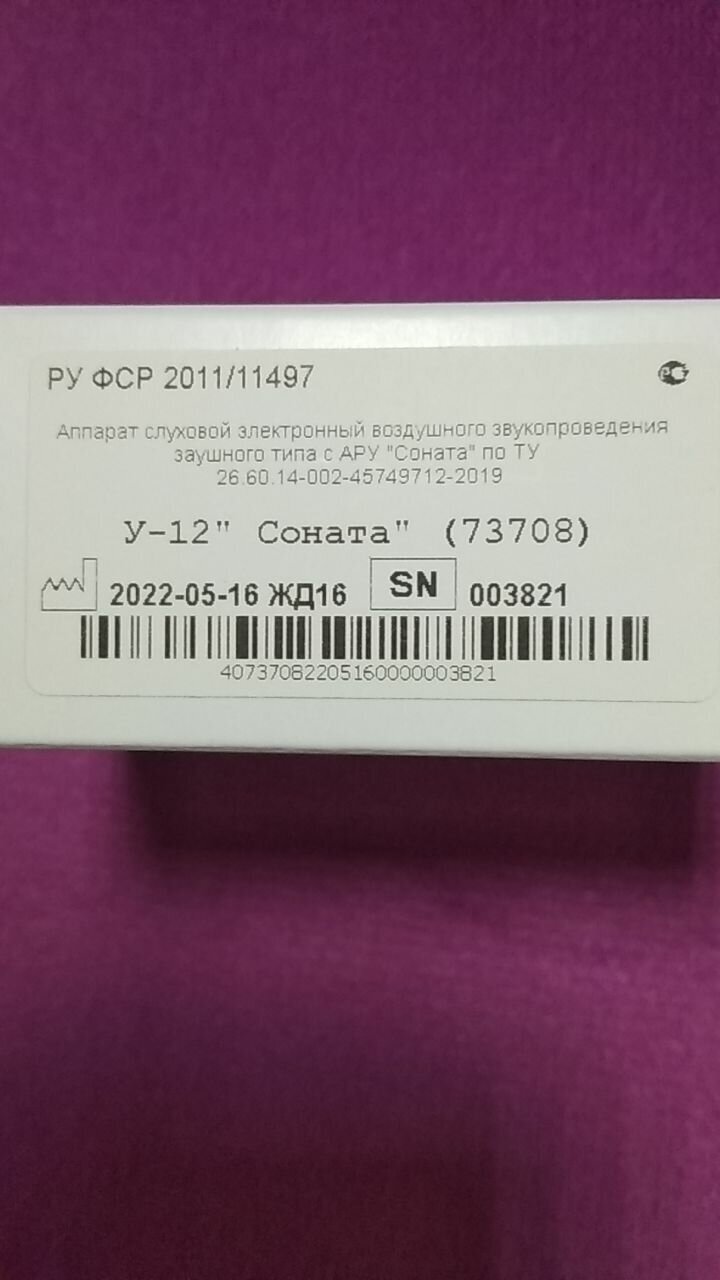 РУ ФСР 2011/11497
Аппарат слуховой электронный воздушного звукопроведения
заушного типа с АРУ "Соната" по ТУ
26.60.14-002-45749712-2019
У-12" Соната" (73708)
2022-05-16 ЖД16 SN 003821
40737082205160000003821